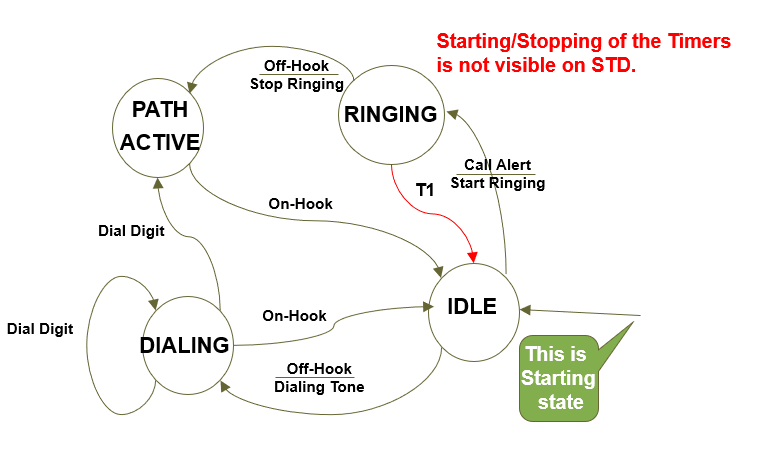 Starting/Stopping of the Timers
is not visible on STD.
Off-Hook
Stop Ringing
PATH
ACTIVE
RINGING
Call Alert
Start Ringing
T1
On-Hook
Dial Digit
IDLE
On-Hook
Dial Digit
DIALING
Off-Hook
Dialing Tone
This is
Starting
state